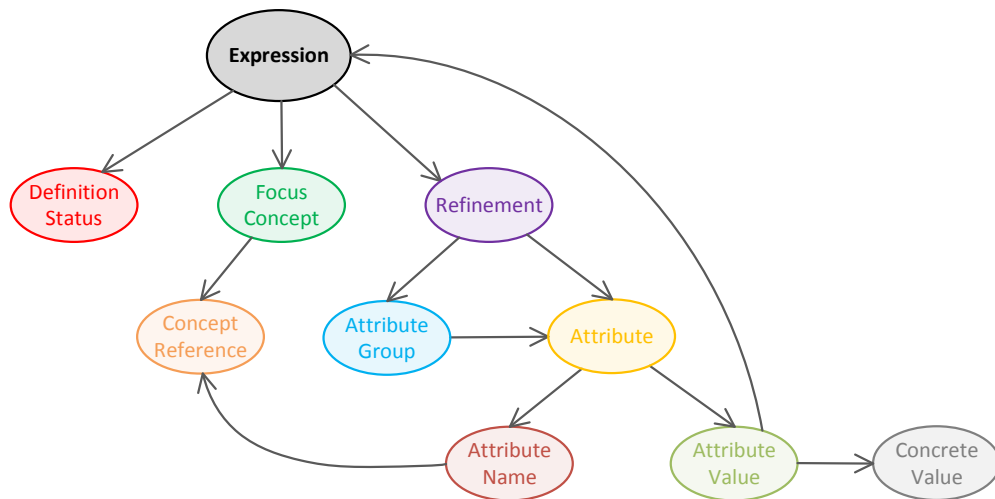 Expression
Definition
Status
Focus
Concept
Refinement
Concept
Reference
Attribute
Group
Attribute
Attribute
Name
Attribute
Value
Concrete
Value